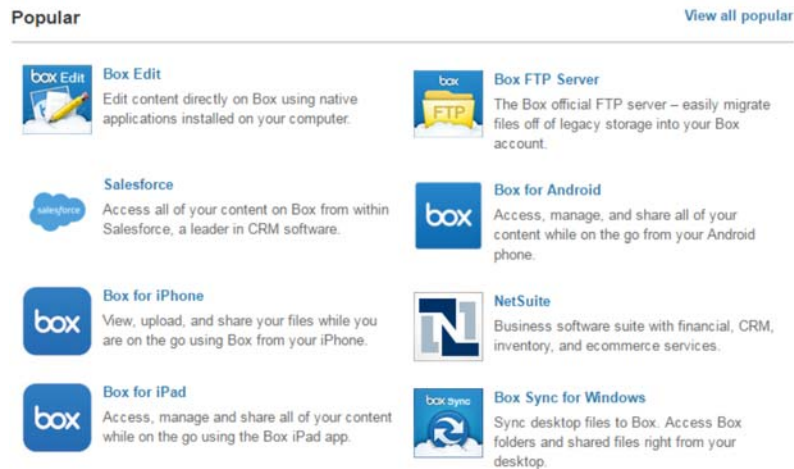 Popular
View all popular
box Edit
Box Edit
Edit content directly on Box using native
applications installed on your computer.
box
FTP
Box FTP Server
The Box official FTP server – easily migrate
files off of legacy storage into your Box
account.
salesforce
Salesforce
Access all of your content on Box from within
Salesforce, a leader in CRM software.
box
Box for Android
Access, manage, and share all of your
content while on the go from your Android
phone.
box
Box for iPhone
View, upload, and share your files while you
are on the go using Box from your iPhone.
N
NetSuite
Business software suite with financial, CRM,
inventory, and ecommerce services.
box
Box for iPad
Access, manage and share all of your content
while on the go using the Box iPad app.
box Sync
Box Sync for Windows
Sync desktop files to Box. Access Box
folders and shared files right from your
desktop.